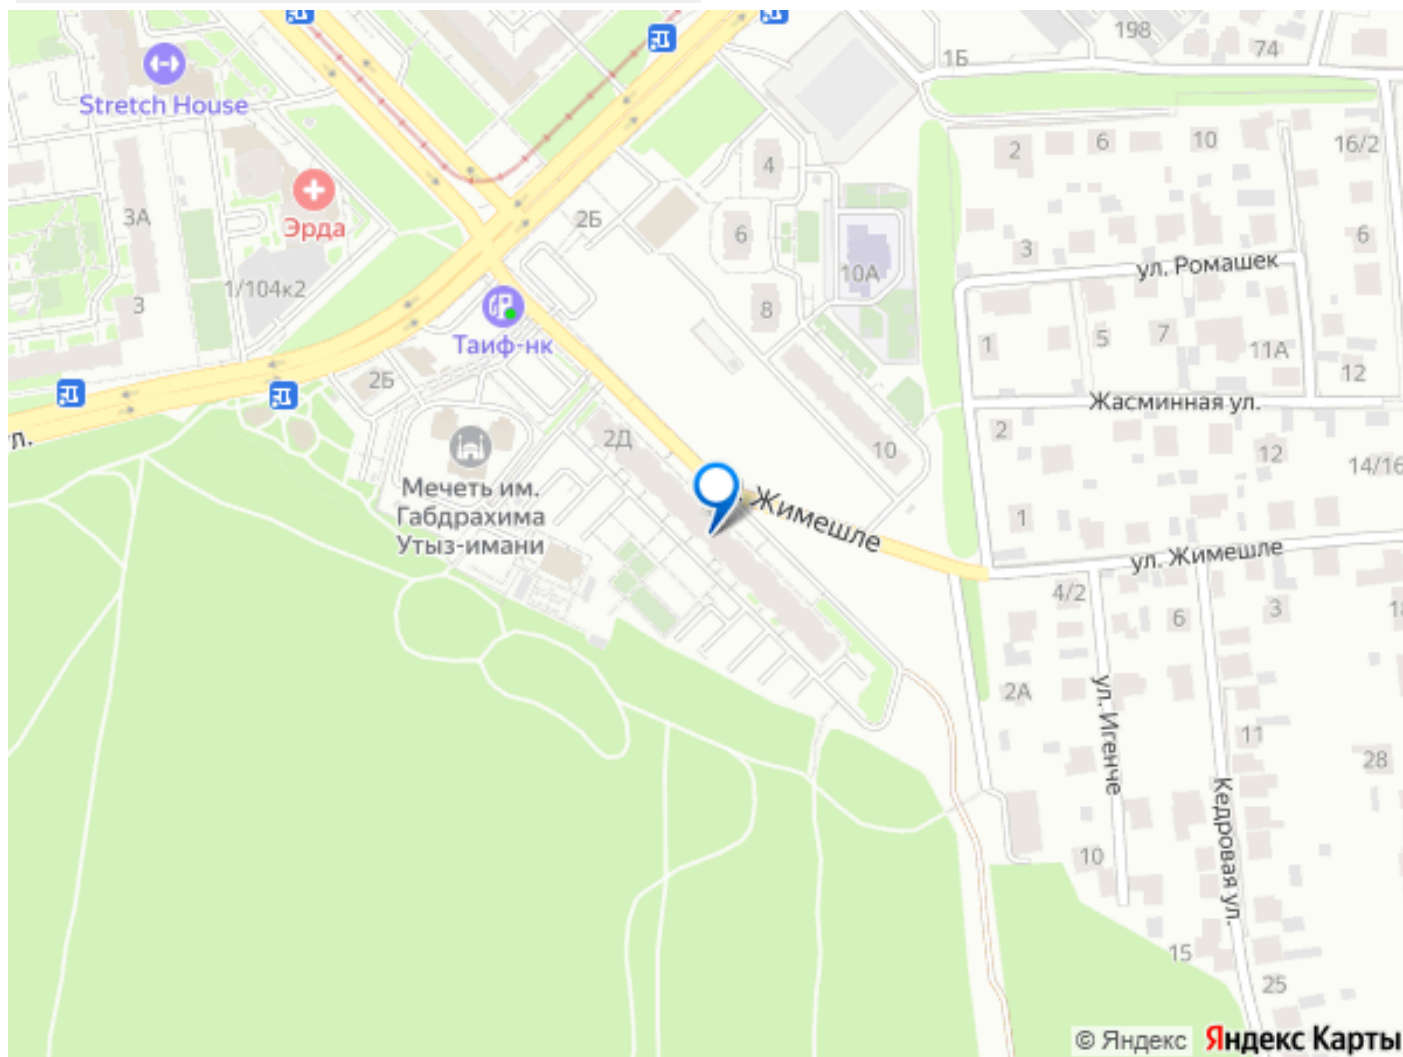 198
74
1Б
Stretch House
2
6
10
16/2
4
3А
Эрда
2Б
6
3
6
10А
ул. Ромашек
1/104к2
3
8
Таиф-нк
1
5
7
11А
12
2Б
Жасминная ул.
л.
2
2Д
10
12
14/16
Мечеть им.
Габдрахима
Утыз-имани
Жимешле
1
ул. Жимешле
4/2
6
3
2А
ул. Игенче
11
28
Кедровая ул.
10
15
25
© Яндекс
Яндекс Карты